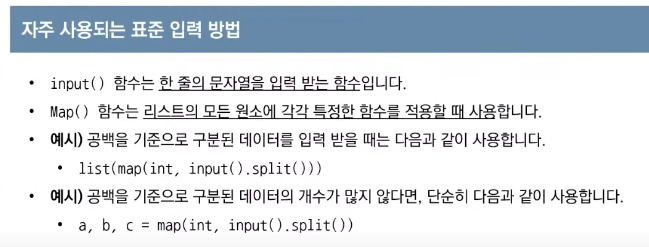 자주 사용되는 표준 입력 방법
• input() 함수는 한 줄의 문자열을 입력 받는 함수입니다.
• Map() 함수는 리스트의 모든 원소에 각각 특정한 함수를 적용할 때 사용합니다.
• 예시) 공백을 기준으로 구분된 데이터를 입력 받을 때는 다음과 같이 사용합니다.
• list(map(int, input().split()))
• 예시) 공백을 기준으로 구분된 데이터의 개수가 많지 않다면, 단순히 다음과 같이 사용합니다.
• a, b, c = map(int, input().split())